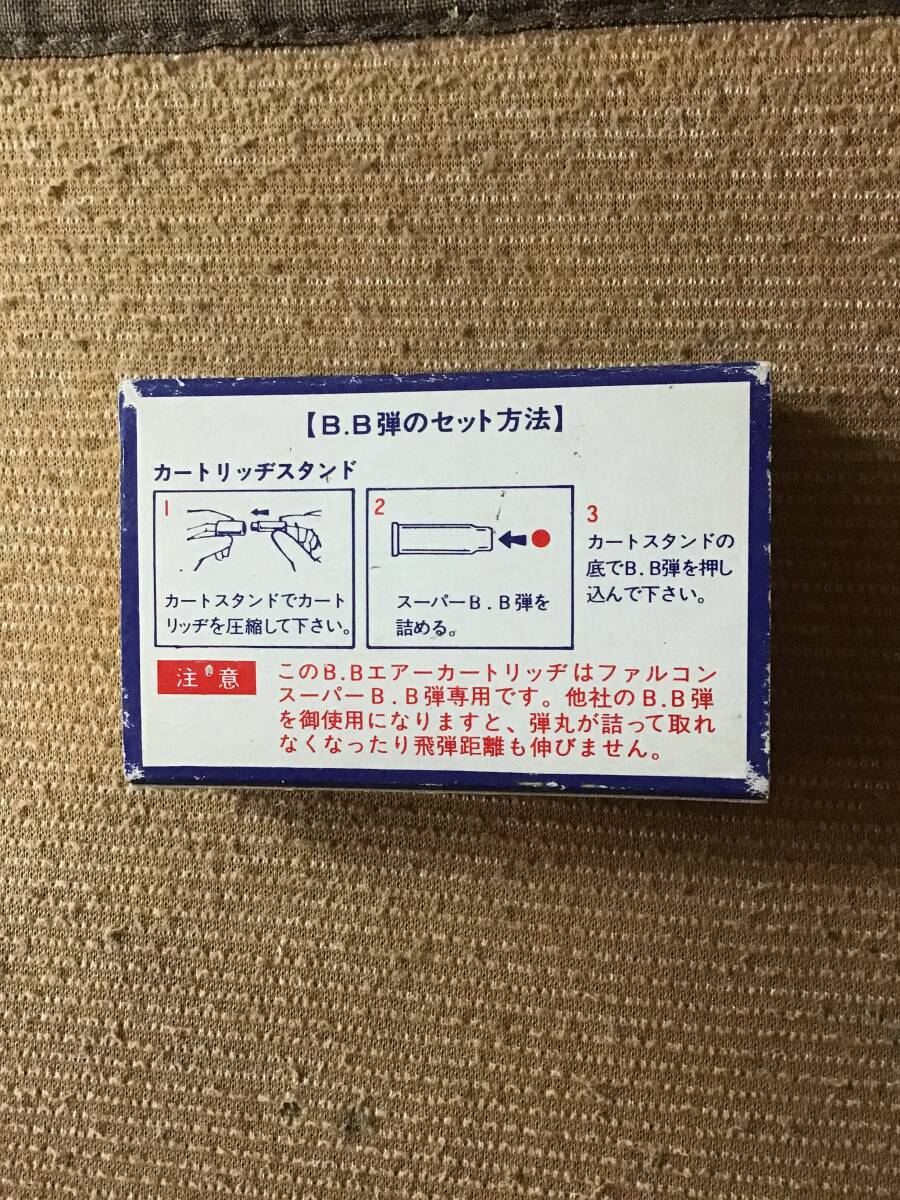 【B.B弾のセット方法】
カートリッヂスタンド
1
カートスタンドでカート
リッヂを圧縮して下さい。
2
スーパーB.B弾を
詰める。
3
カートスタンドの
底でB.B弾を押し
込んで下さい。
注意
このB.Bエアーカートリッヂはファルコン
スーパーB.B弾専用です。他社のB.B弾
を御使用になりますと、弾丸が詰って取れ
なくなったり飛弾距離も伸びません。